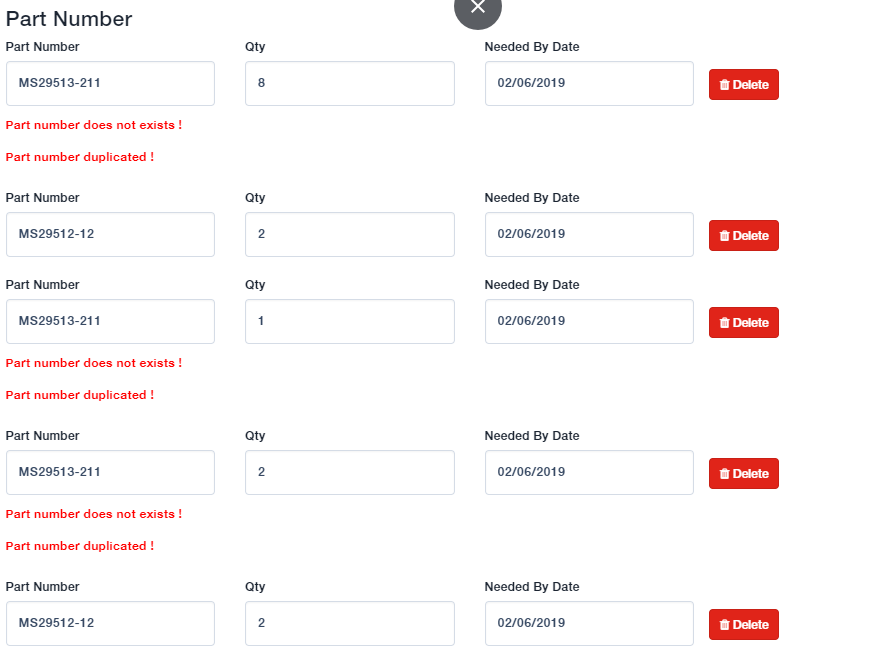 Part Number
Part Number Qty Needed By Date
MS29513-211 8 02/06/2019 Delete
Part number does not exists !
Part number duplicated !
Part Number Qty Needed By Date
MS29512-12 2 02/06/2019 Delete
Part Number Qty Needed By Date
MS29513-211 1 02/06/2019 Delete
Part number does not exists !
Part number duplicated !
Part Number Qty Needed By Date
MS29513-211 2 02/06/2019 Delete
Part number does not exists !
Part number duplicated !
Part Number Qty Needed By Date
MS29512-12 2 02/06/2019 Delete